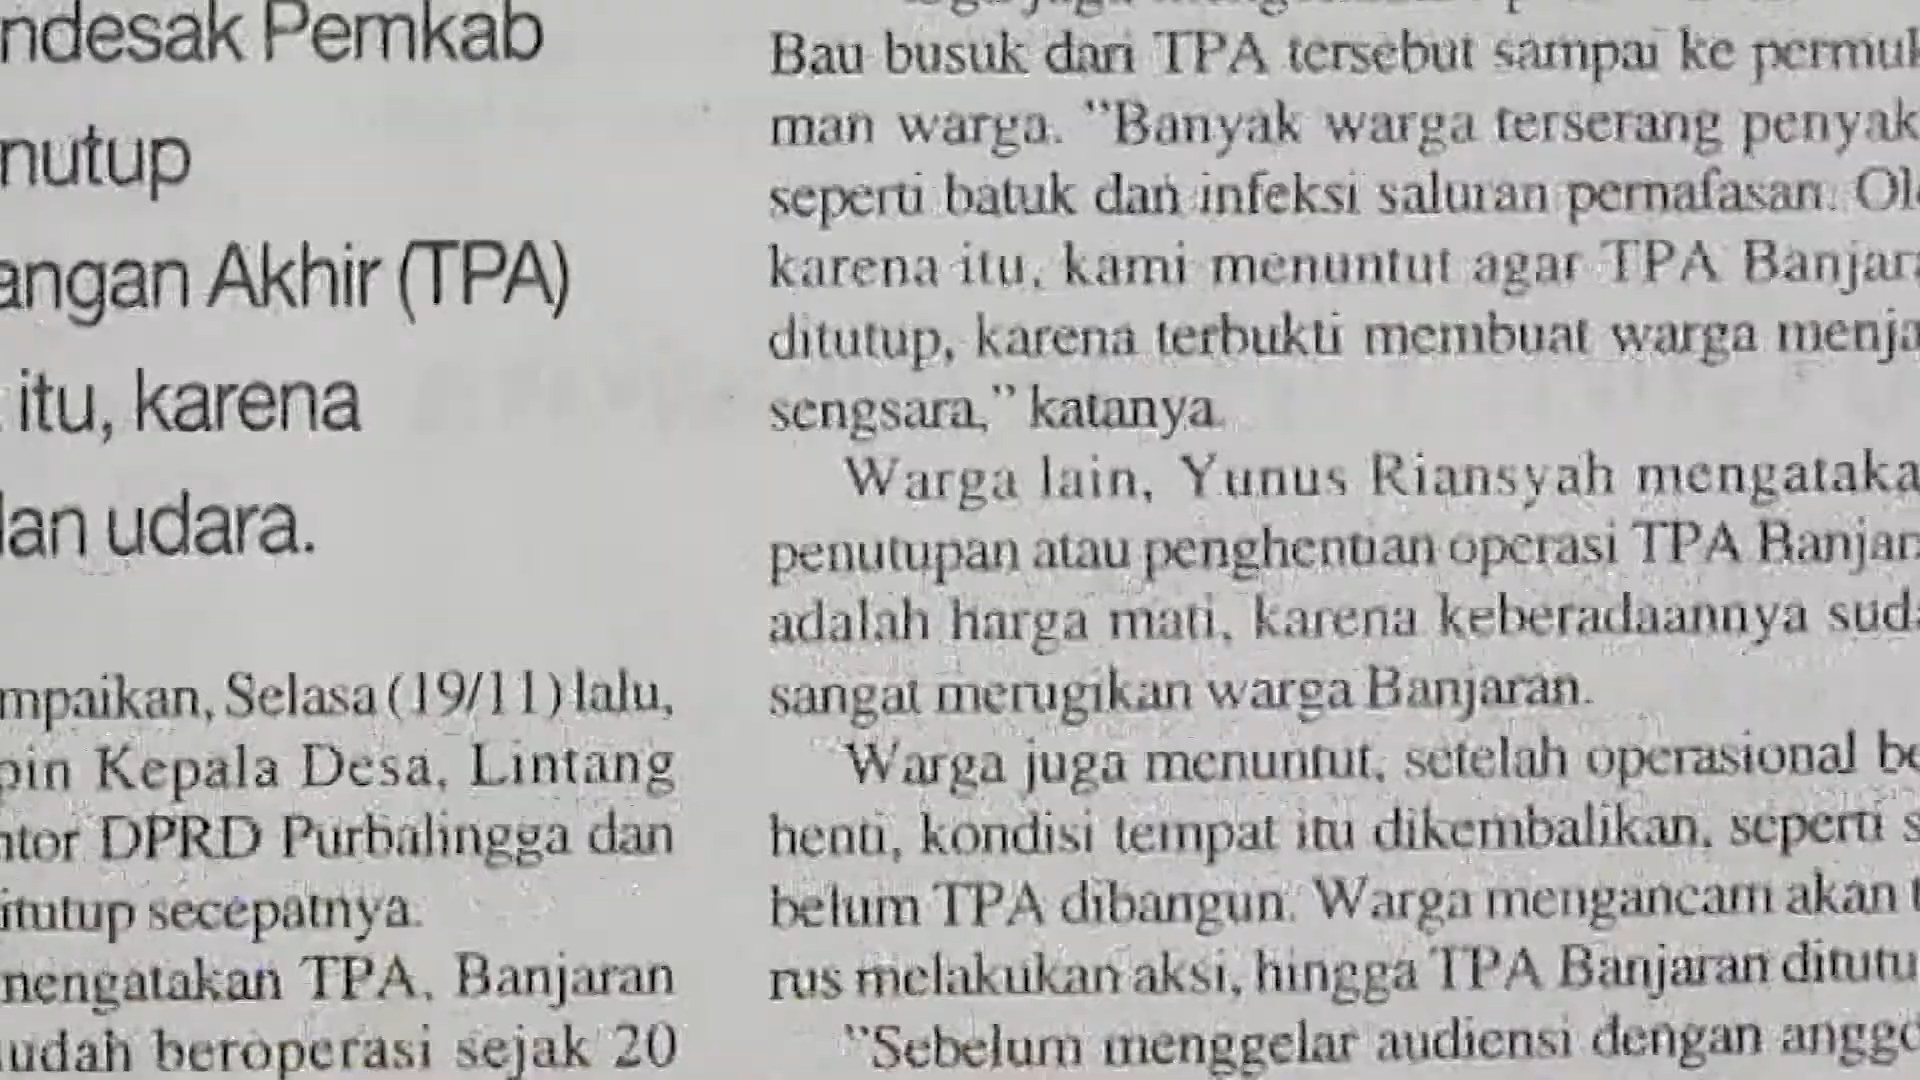 ndesak Pemkab
nutup
angan Akhir (TPA)
itu, karena
lan udara.
mpaikan, Selasa (19/11) lalu,
pin Kepala Desa, Lintang
ntor DPRD Purbalingga dan
itutup secepatnya.
nengatakan TPA, Banjaran
udah beroperasi sejak 20
Bau busuk dari TPA tersebut sampai ke permuk
man warga. "Banyak warga terserang penyak
seperti batuk dan infeksi saluran pernafasan. Ole
karena itu, kami menuntut agar TPA Banjara
ditutup, karena terbukti membuat warga menja
sengsara," katanya.
Warga lain, Yunus Riansyah mengataka
penutupan atau penghentian operasi TPA Banjar
adalah harga mati, karena keberadaannya suda
sangat merugikan warga Banjaran.
Warga juga menuntut, setelah operasional be
henti, kondisi tempat itu dikembalikan, seperti s
belum TPA dibangun. Warga mengancam akan t
rus melakukan aksi, hingga TPA Banjaran ditutu
"Sebelum menggelar audiensi dengan anggo